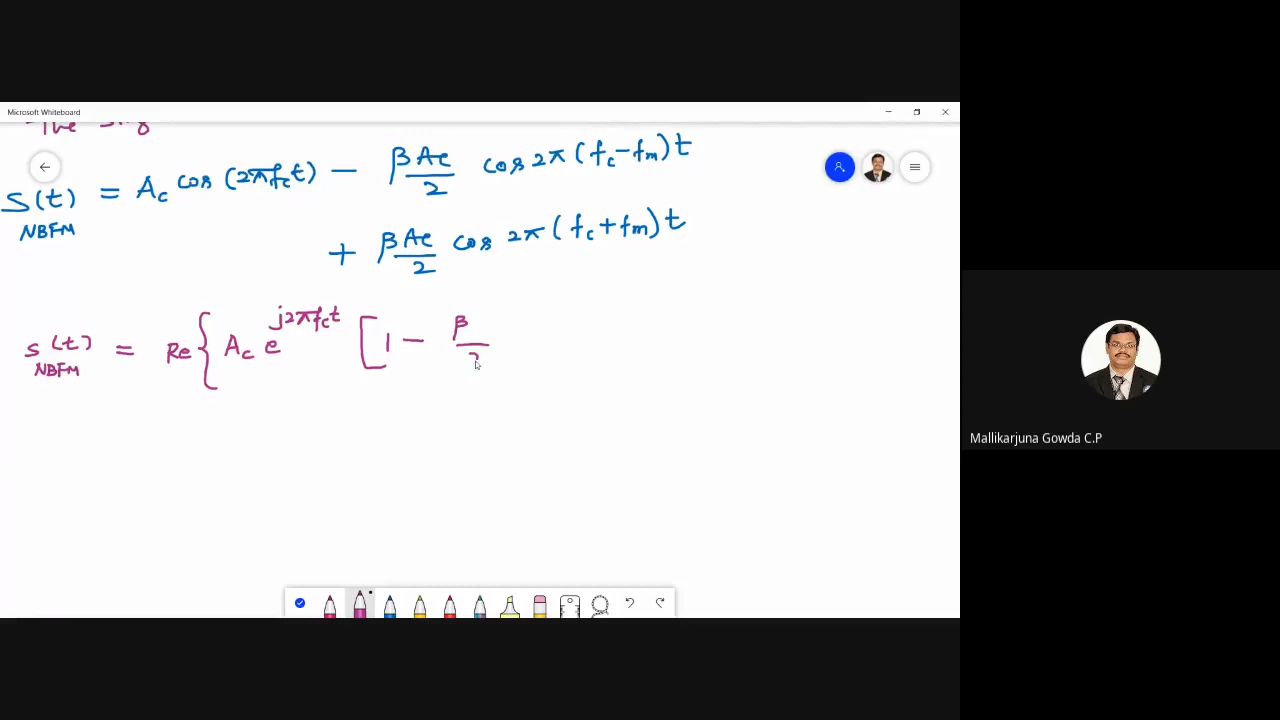 Microsoft Whiteboard
The
S(t) = Ac cos (2πfct) − βAc/2 cos 2π (fc−fm)t
NBFM
+ βAc/2 cos 2π (fc+fm)t
s(t) = Re { Ac e^j2πfct [ 1 − β/2
NBFM
Mallikarjuna Gowda C.P